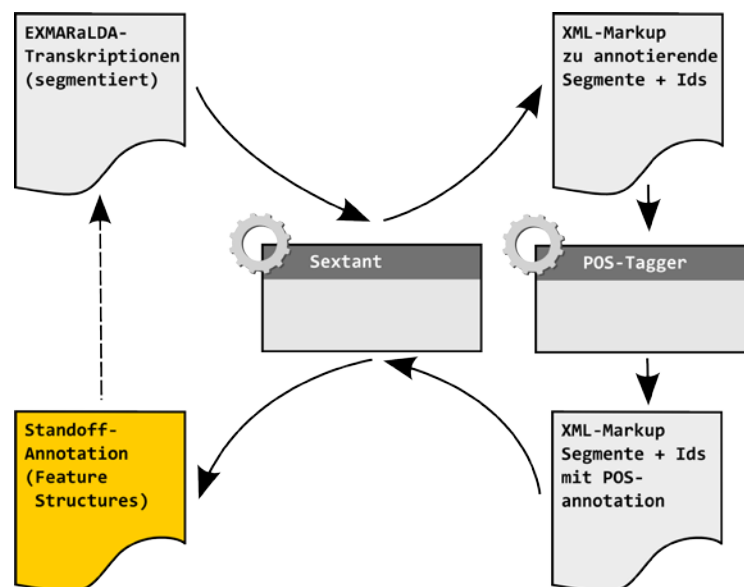 EXMARaLDA-
Transkriptionen
(segmentiert)
XML-Markup
zu annotierende
Segmente + Ids
Sextant
POS-Tagger
Standoff-
Annotation
(Feature
Structures)
XML-Markup
Segmente + Ids
mit POS-
annotation